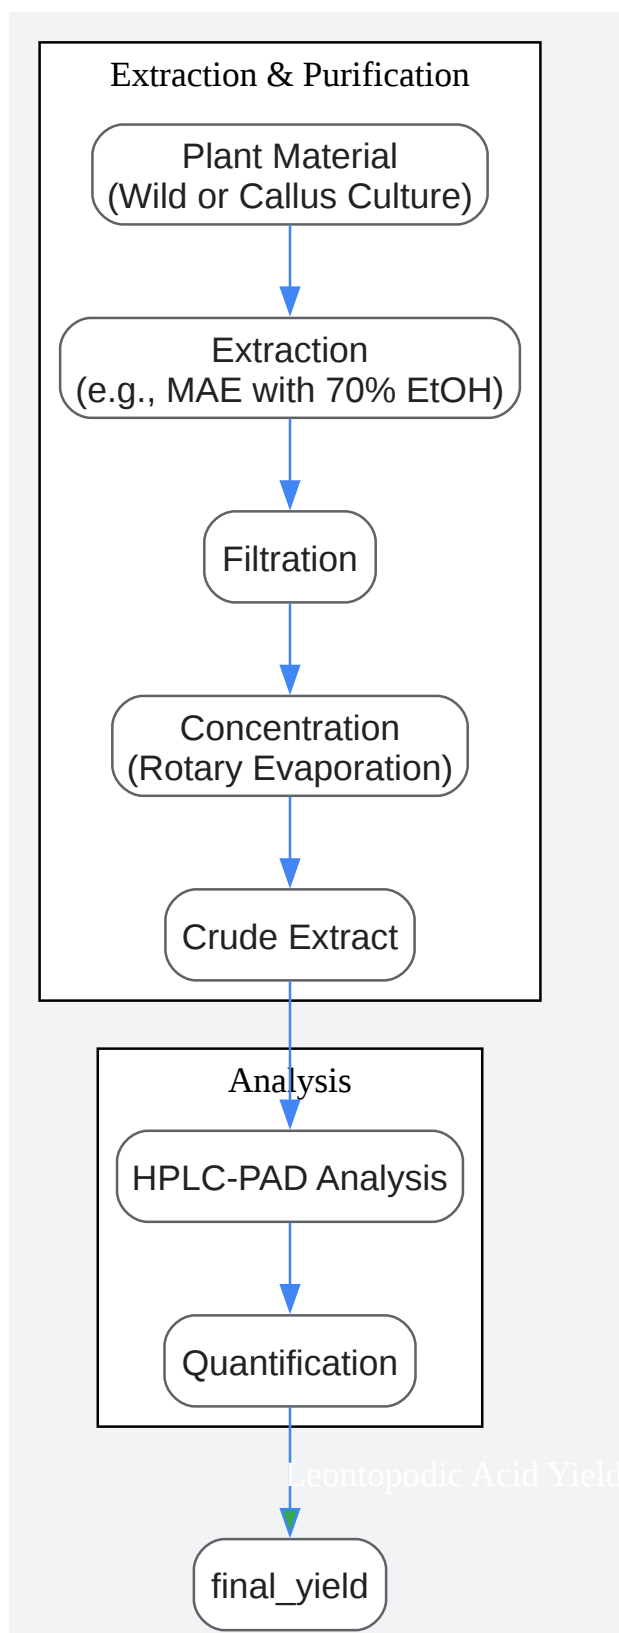 Extraction & Purification
Plant Material
(Wild or Callus Culture)
Extraction
(e.g., MAE with 70% EtOH)
Filtration
Concentration
(Rotary Evaporation)
Crude Extract
Analysis
HPLC-PAD Analysis
Quantification
Leontopodic Acid Yield
final_yield